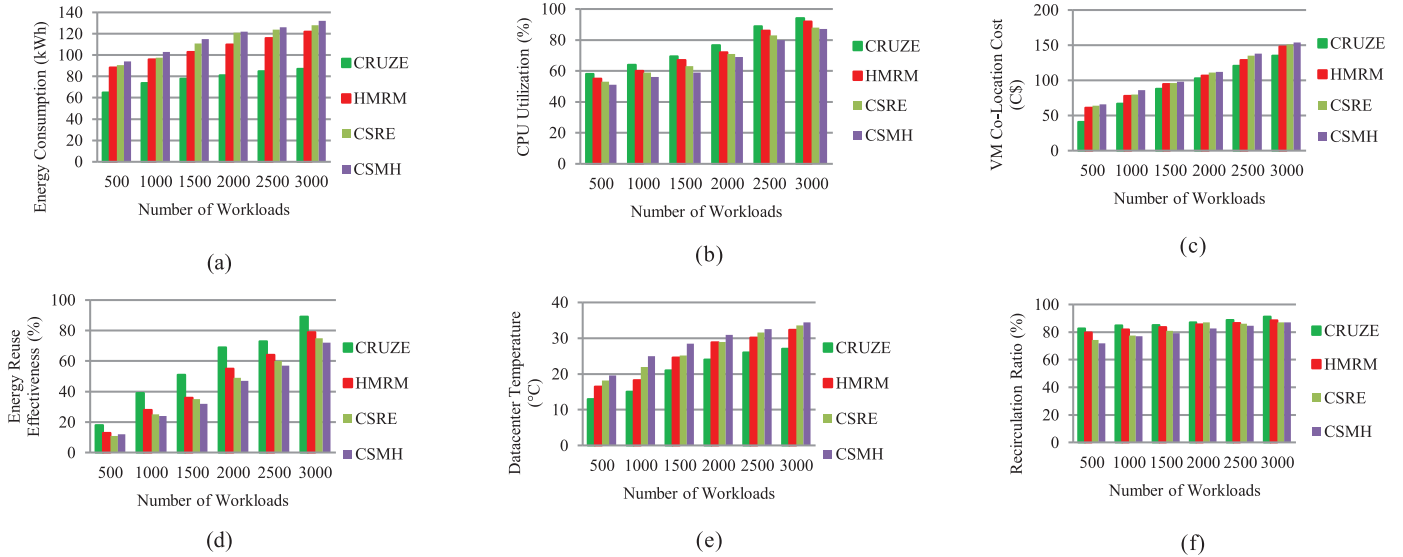 Energy Consumption (kWh)
140
120
100
80
60
40
20
0
500 1000 1500 2000 2500 3000
Number of Workloads
CRUZE
HMRM
CSRE
CSMH
(a)
CPU Utilization (%)
100
80
60
40
20
0
500 1000 1500 2000 2500 3000
Number of Workloads
CRUZE
HMRM
CSRE
CSMH
(b)
VM Co-Location Cost
(C$)
200
150
100
50
0
500 1000 1500 2000 2500 3000
Number of Workloads
CRUZE
HMRM
CSRE
CSMH
(c)
Energy Reuse
Effectiveness (%)
100
80
60
40
20
0
500 1000 1500 2000 2500 3000
Number of Workloads
CRUZE
HMRM
CSRE
CSMH
(d)
Datacenter Temperature
(°C)
40
30
20
10
0
500 1000 1500 2000 2500 3000
Number of Workloads
CRUZE
HMRM
CSRE
CSMH
(e)
Recirculation Ratio (%)
100
80
60
40
20
0
500 1000 1500 2000 2500 3000
Number of Workloads
CRUZE
HMRM
CSRE
CSMH
(f)